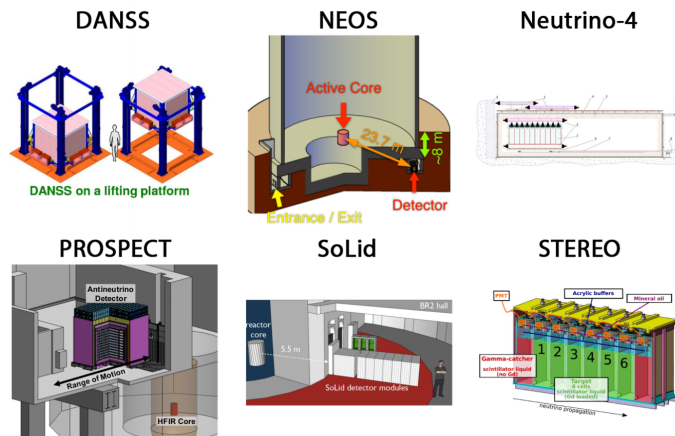 DANSS
NEOS
Neutrino-4
DANSS on a lifting platform
Active Core
23.7 m
~8 m
Detector
Entrance / Exit
PROSPECT
SoLid
STEREO
Antineutrino
Detector
Range of Motion
HFIR Core
BR2 hall
reactor
core
5.5 m
SoLid detector modules
PMT
Acrylic buffers
Mineral oil
Gamma-catcher
scintillator liquid
(no Gd)
1 2 3 4 5 6
Target
6 cells
scintillator liquid
(Gd loaded)
neutrino propagation